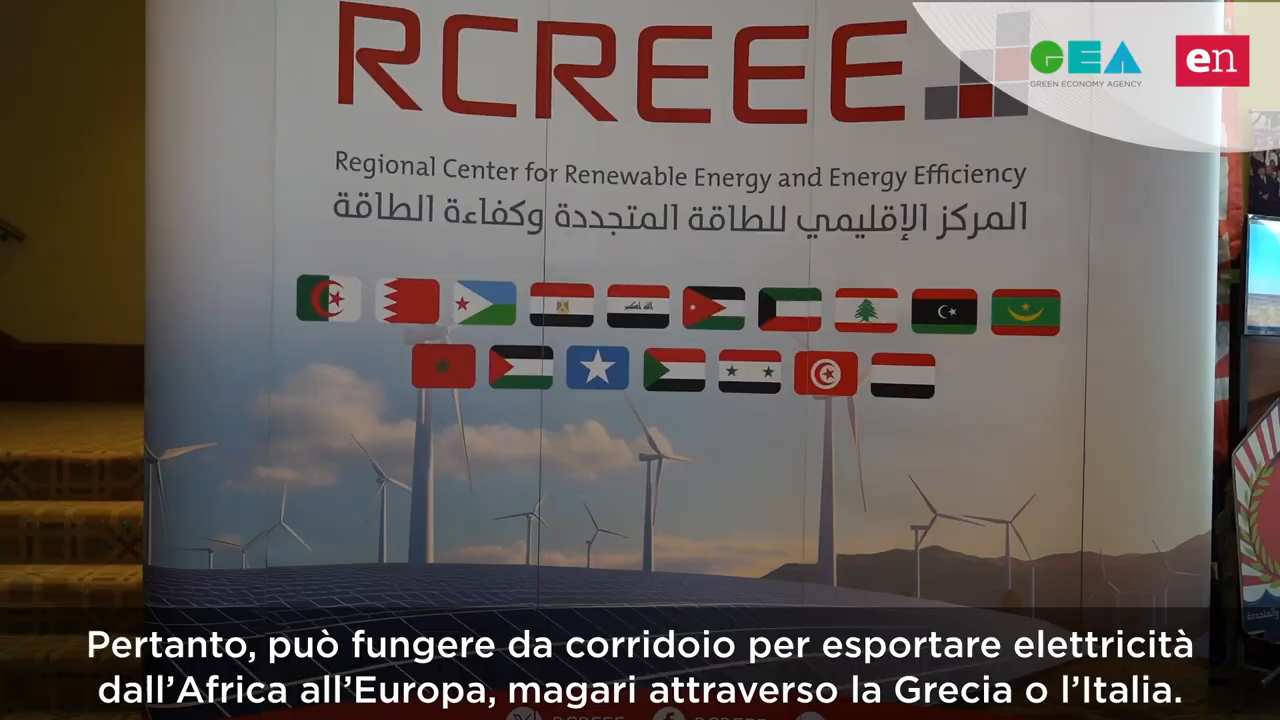 RCREEE
GEA
GREEN ECONOMY AGENCY
en
Regional Center for Renewable Energy and Energy Efficiency
المركز الإقليمي للطاقة المتجددة وكفاءة الطاقة
Pertanto, può fungere da corridoio per esportare elettricità
dall'Africa all'Europa, magari attraverso la Grecia o l'Italia.